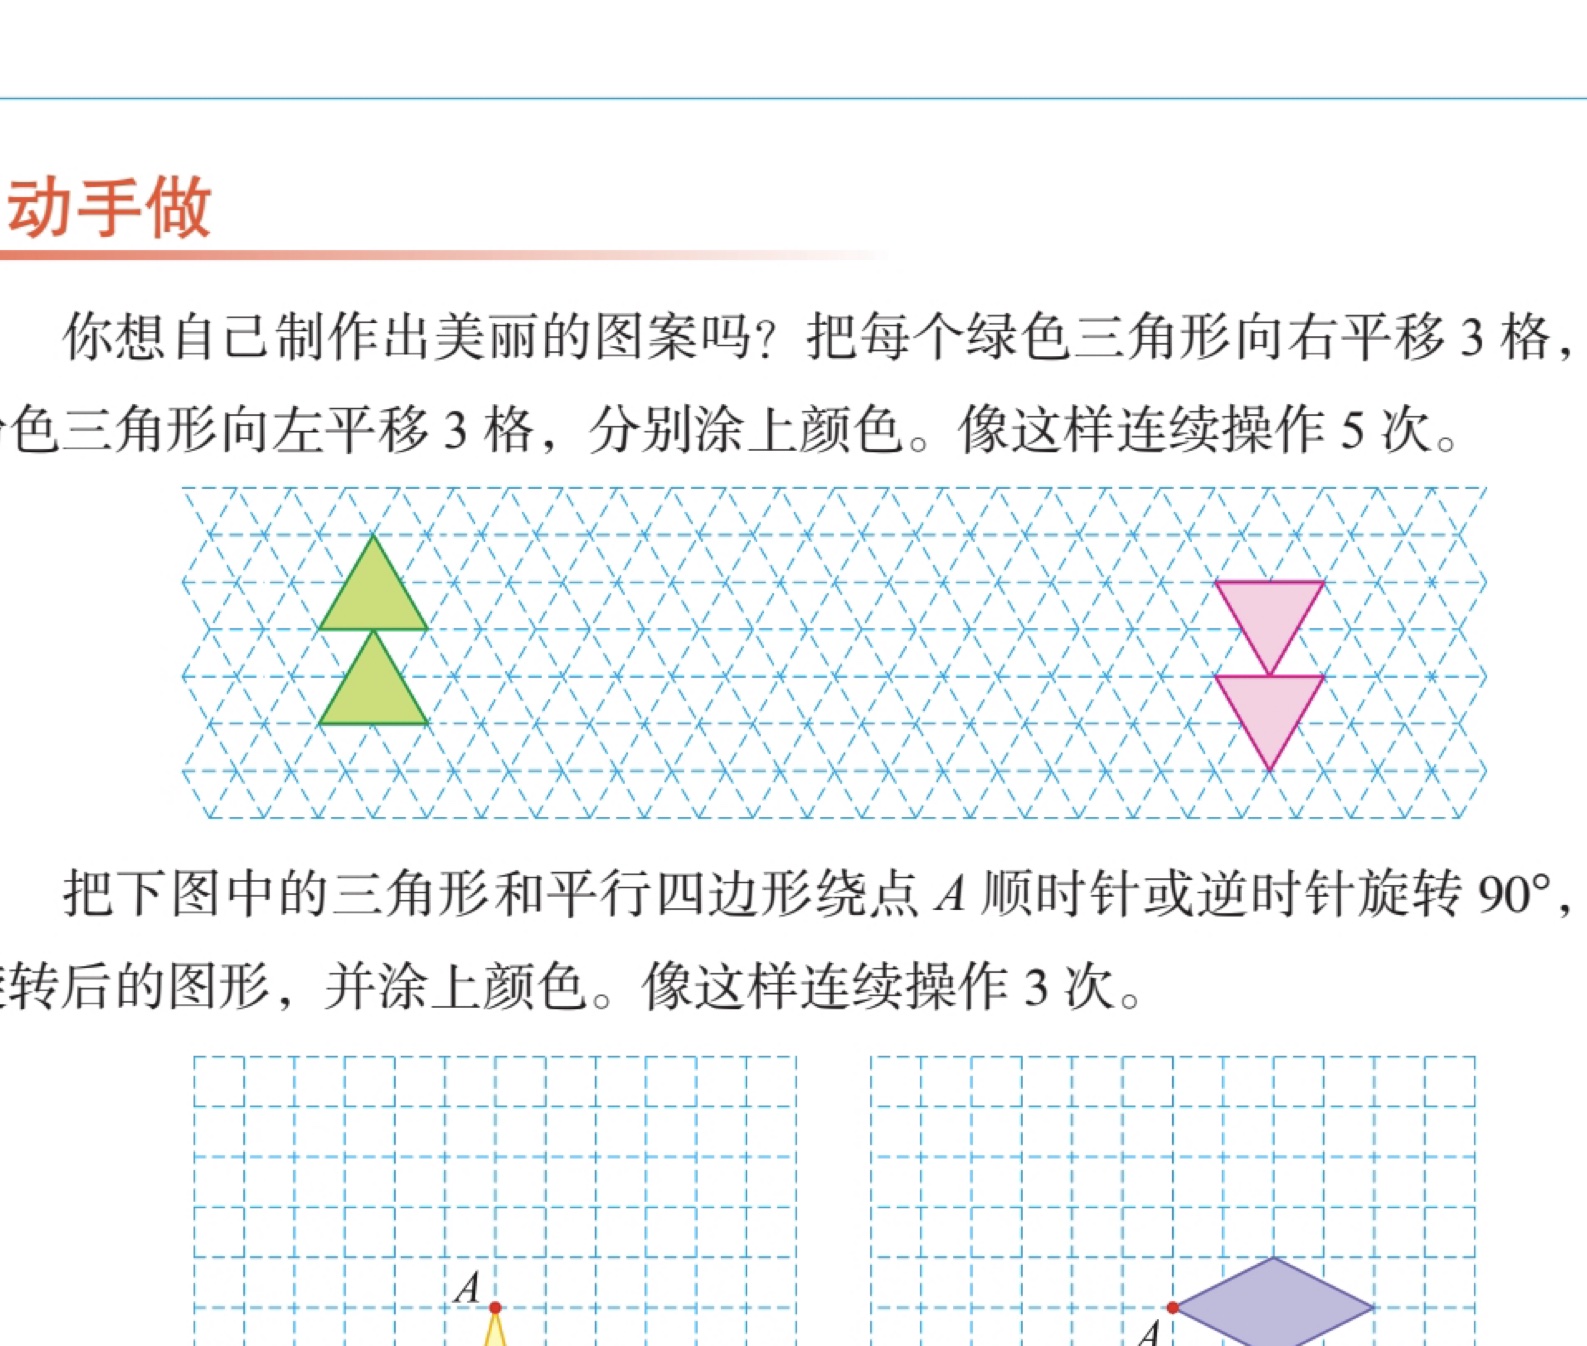 动手做
你想自己制作出美丽的图案吗？把每个绿色三角形向右平移 3 格，
色三角形向左平移 3 格，分别涂上颜色。像这样连续操作 5 次。
把下图中的三角形和平行四边形绕点 A 顺时针或逆时针旋转 90°，
转后的图形，并涂上颜色。像这样连续操作 3 次。
A
A